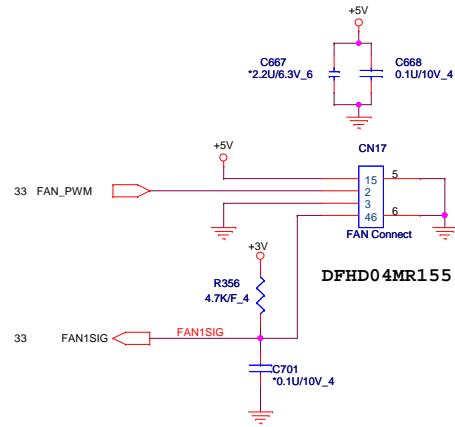 +5V
C667
*2.2U/6.3V_6
C668
0.1U/10V_4
+5V
CN17
33 FAN_PWM
15
2
3
46
5
6
FAN Connect
+3V
DFHD04MR155
R356
4.7K/F_4
33 FAN1SIG
FAN1SIG
C701
*0.1U/10V_4